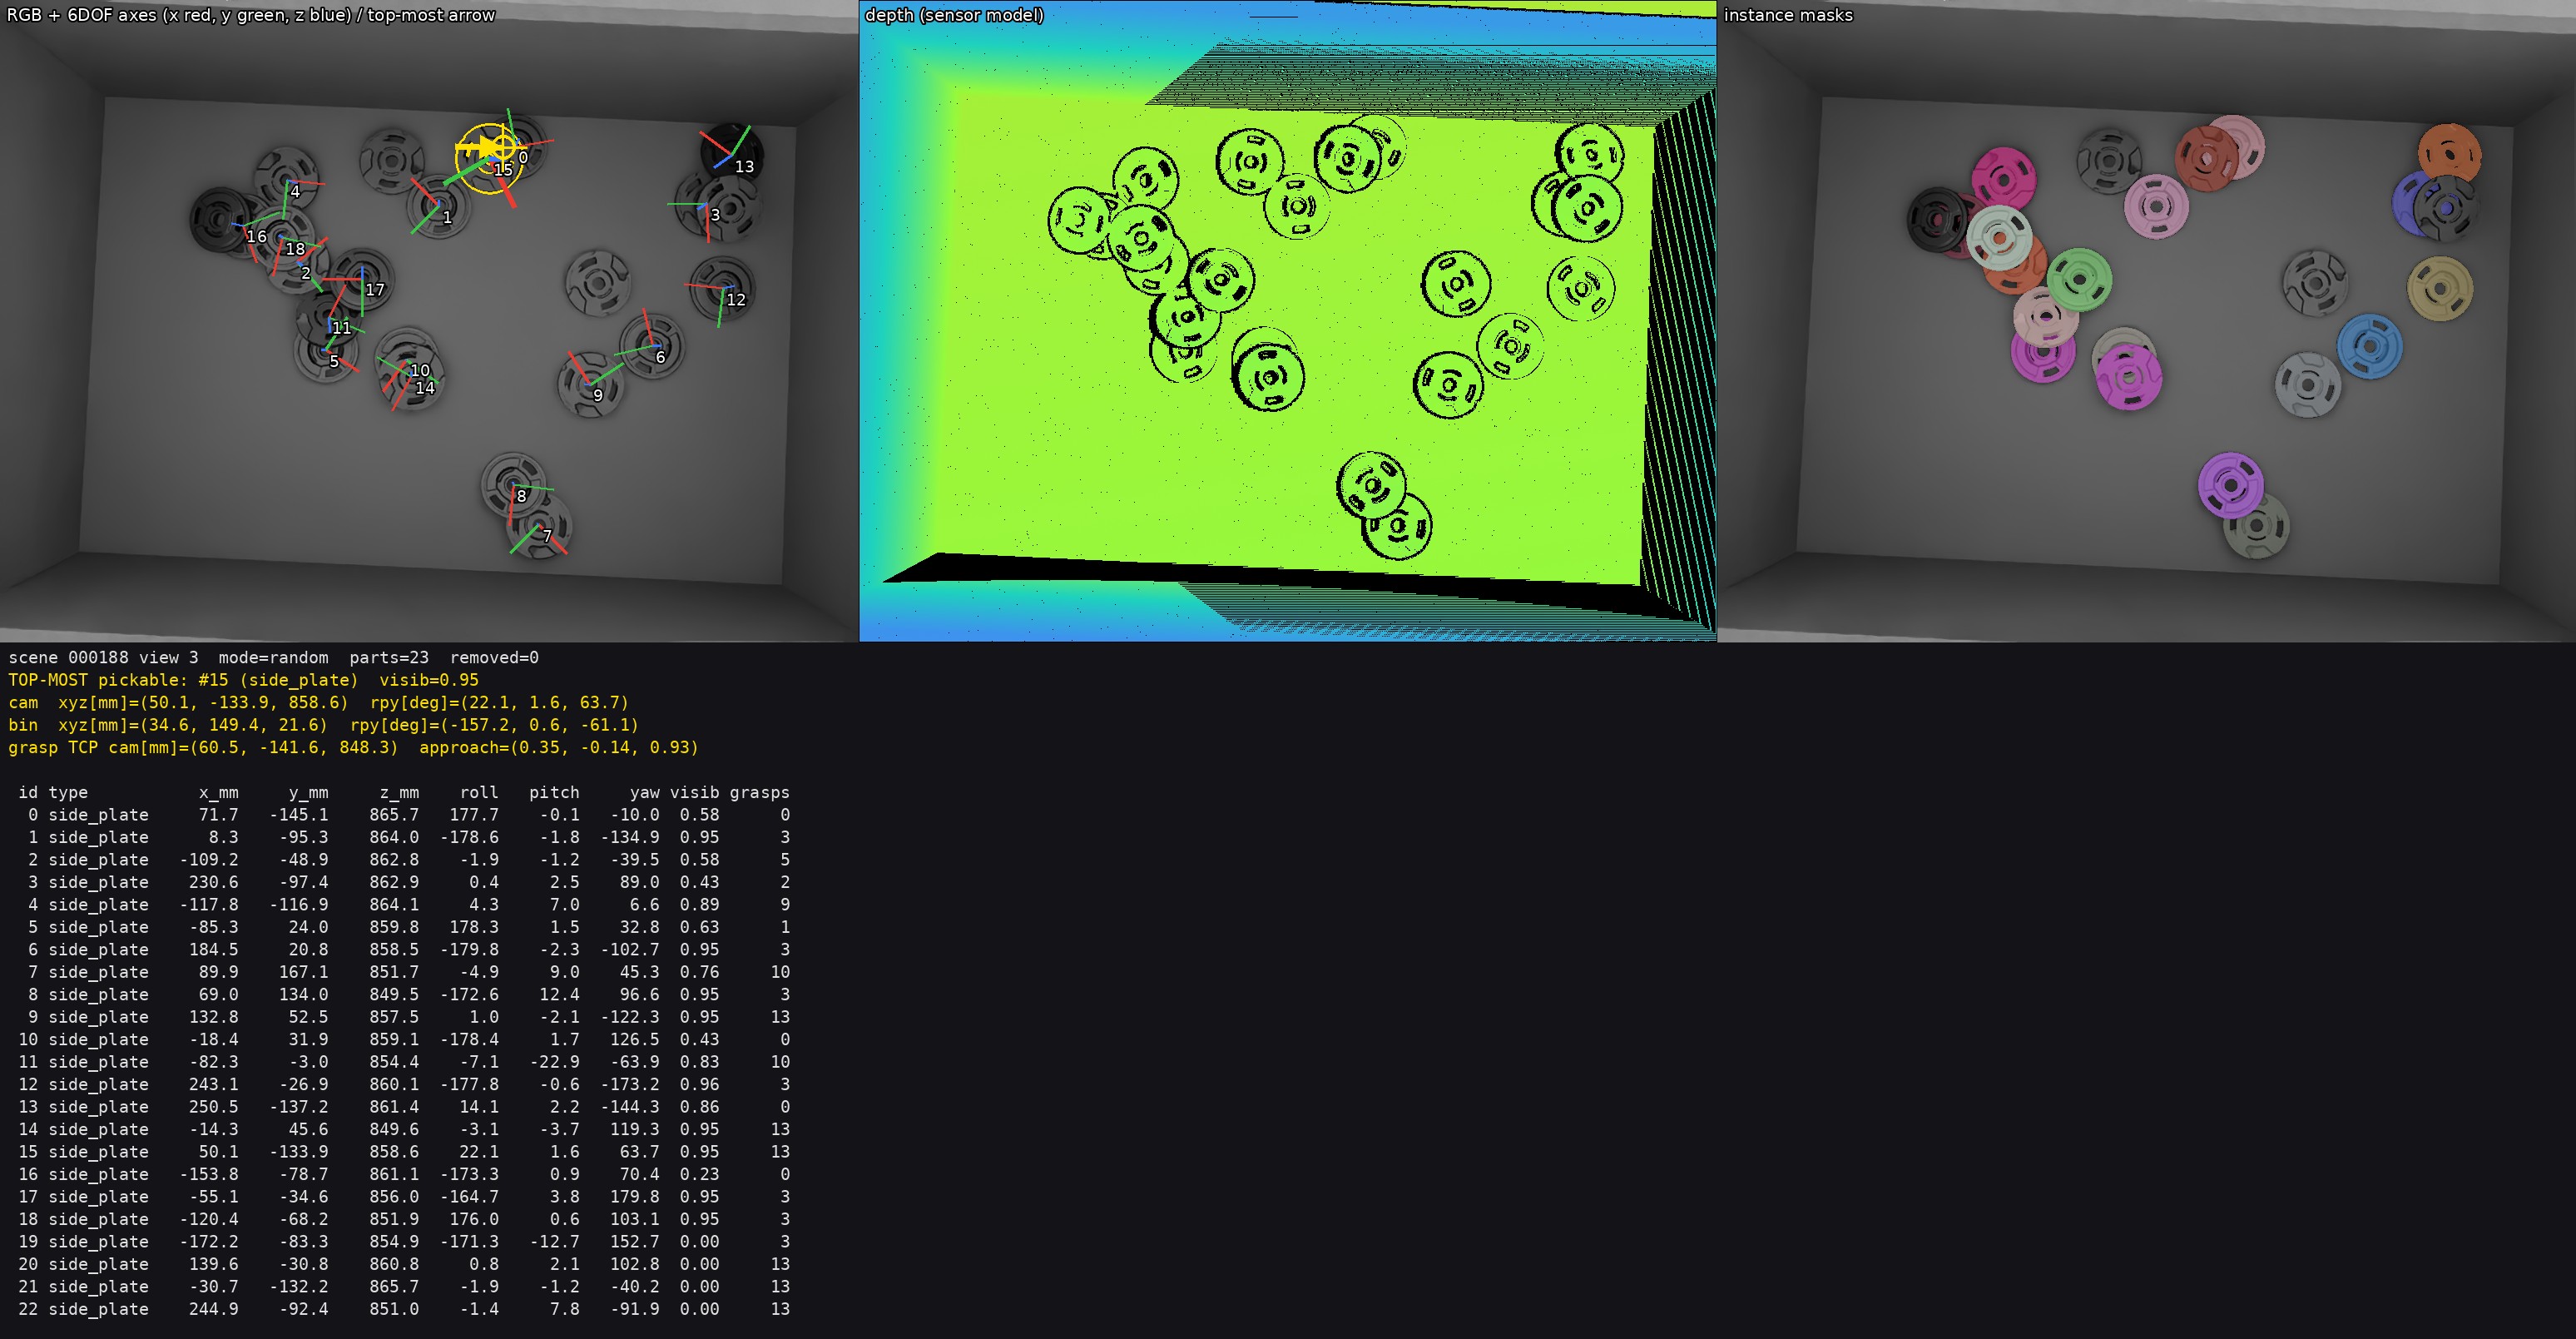 RGB + 6DOF axes (x red, y green, z blue) / top-most arrow
depth (sensor model)
instance masks
0
15
13
4
1
3
16
18
2
17
12
11
5
6
10
14
9
8
7
scene 000188 view 3 mode=random parts=23 removed=0
TOP-MOST pickable: #15 (side_plate) visib=0.95
cam xyz[mm]=(50.1, -133.9, 858.6) rpy[deg]=(22.1, 1.6, 63.7)
bin xyz[mm]=(34.6, 149.4, 21.6) rpy[deg]=(-157.2, 0.6, -61.1)
grasp TCP cam[mm]=(60.5, -141.6, 848.3) approach=(0.35, -0.14, 0.93)
id type x_mm y_mm z_mm roll pitch yaw visib grasps
0 side_plate 71.7 -145.1 865.7 177.7 -0.1 -10.0 0.58 0
1 side_plate 8.3 -95.3 864.0 -178.6 -1.8 -134.9 0.95 3
2 side_plate -109.2 -48.9 862.8 -1.9 -1.2 -39.5 0.58 5
3 side_plate 230.6 -97.4 862.9 0.4 2.5 89.0 0.43 2
4 side_plate -117.8 -116.9 864.1 4.3 7.0 6.6 0.89 9
5 side_plate -85.3 24.0 859.8 178.3 1.5 32.8 0.63 1
6 side_plate 184.5 20.8 858.5 -179.8 -2.3 -102.7 0.95 3
7 side_plate 89.9 167.1 851.7 -4.9 9.0 45.3 0.76 10
8 side_plate 69.0 134.0 849.5 -172.6 12.4 96.6 0.95 3
9 side_plate 132.8 52.5 857.5 1.0 -2.1 -122.3 0.95 13
10 side_plate -18.4 31.9 859.1 -178.4 1.7 126.5 0.43 0
11 side_plate -82.3 -3.0 854.4 -7.1 -22.9 -63.9 0.83 10
12 side_plate 243.1 -26.9 860.1 -177.8 -0.6 -173.2 0.96 3
13 side_plate 250.5 -137.2 861.4 14.1 2.2 -144.3 0.86 0
14 side_plate -14.3 45.6 849.6 -3.1 -3.7 119.3 0.95 13
15 side_plate 50.1 -133.9 858.6 22.1 1.6 63.7 0.95 13
16 side_plate -153.8 -78.7 861.1 -173.3 0.9 70.4 0.23 0
17 side_plate -55.1 -34.6 856.0 -164.7 3.8 179.8 0.95 3
18 side_plate -120.4 -68.2 851.9 176.0 0.6 103.1 0.95 3
19 side_plate -172.2 -83.3 854.9 -171.3 -12.7 152.7 0.00 3
20 side_plate 139.6 -30.8 860.8 0.8 2.1 102.8 0.00 13
21 side_plate -30.7 -132.2 865.7 -1.9 -1.2 -40.2 0.00 13
22 side_plate 244.9 -92.4 851.0 -1.4 7.8 -91.9 0.00 13